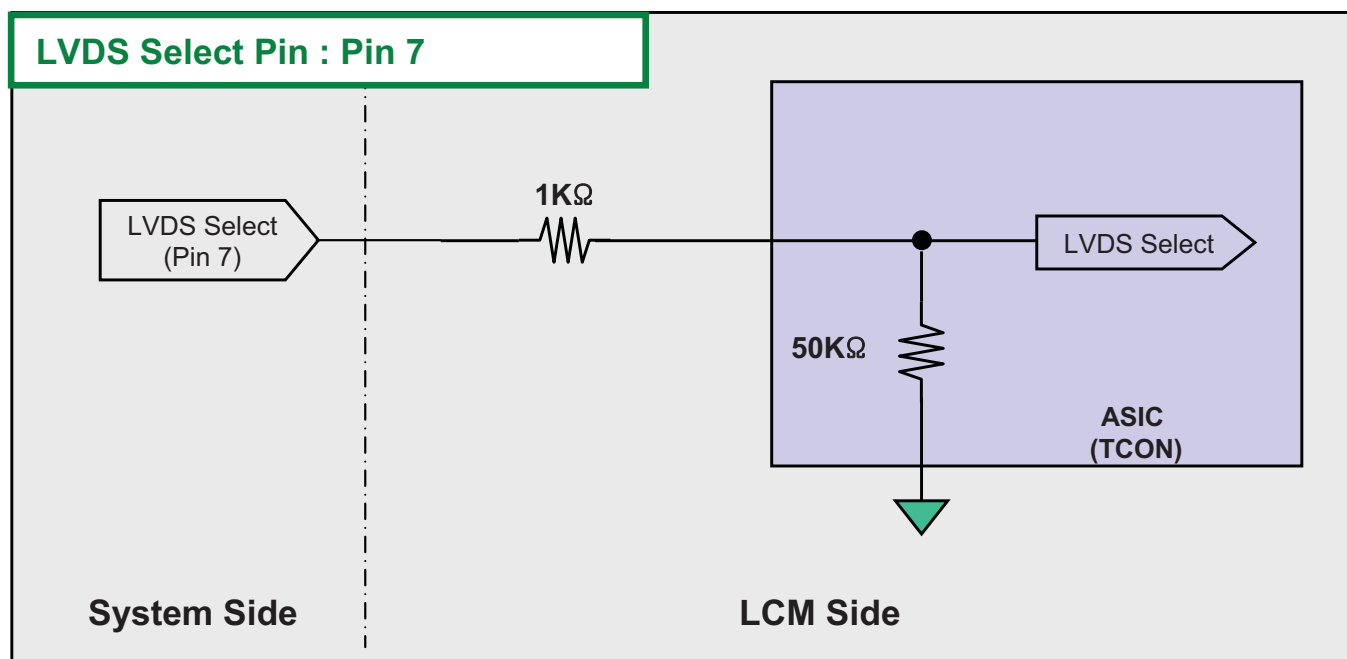 LVDS Select Pin : Pin 7
1KΩ
LVDS Select
(Pin 7)
LVDS Select
50KΩ
ASIC
(TCON)
System Side
LCM Side